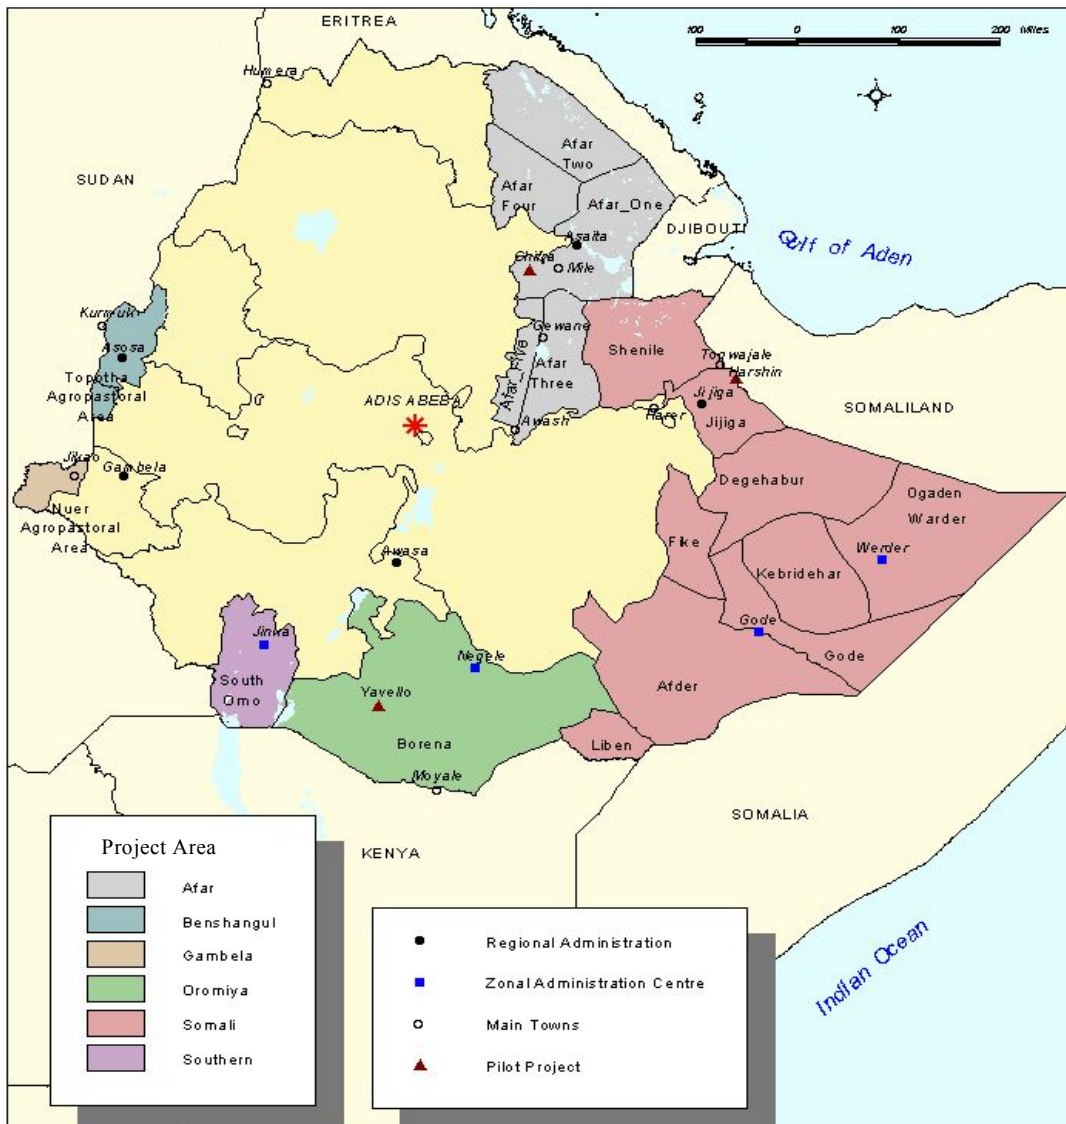 ERITREA
100 0 100 200 Miles
Humera
SUDAN
Afar
Two
Afar
Four
Afar_One
DJIBOUTI
Gulf of Aden
Asaita
Chifra
Mile
Kurmuk
Asosa
Gewane
Shenile
Afar_Five
Afar
Three
Togwajale
Harshin
Topotha
Agropastoral
Area
ADIS ABEBA
Jijiga
Harer
Jijiga
SOMALILAND
Awash
Jikao
Gambela
Degehabur
Ogaden
Warder
Nuer
Agropastoral
Area
Fike
Awasa
Kebridehar
Werder
Jinka
Gode
Negele
Gode
South
Omo
Yavello
Afder
Borena
Liben
Moyale
SOMALIA
KENYA
Indian Ocean
Project Area
Afar
Benshangul
Gambela
Oromiya
Somali
Southern
Regional Administration
Zonal Administration Centre
Main Towns
Pilot Project